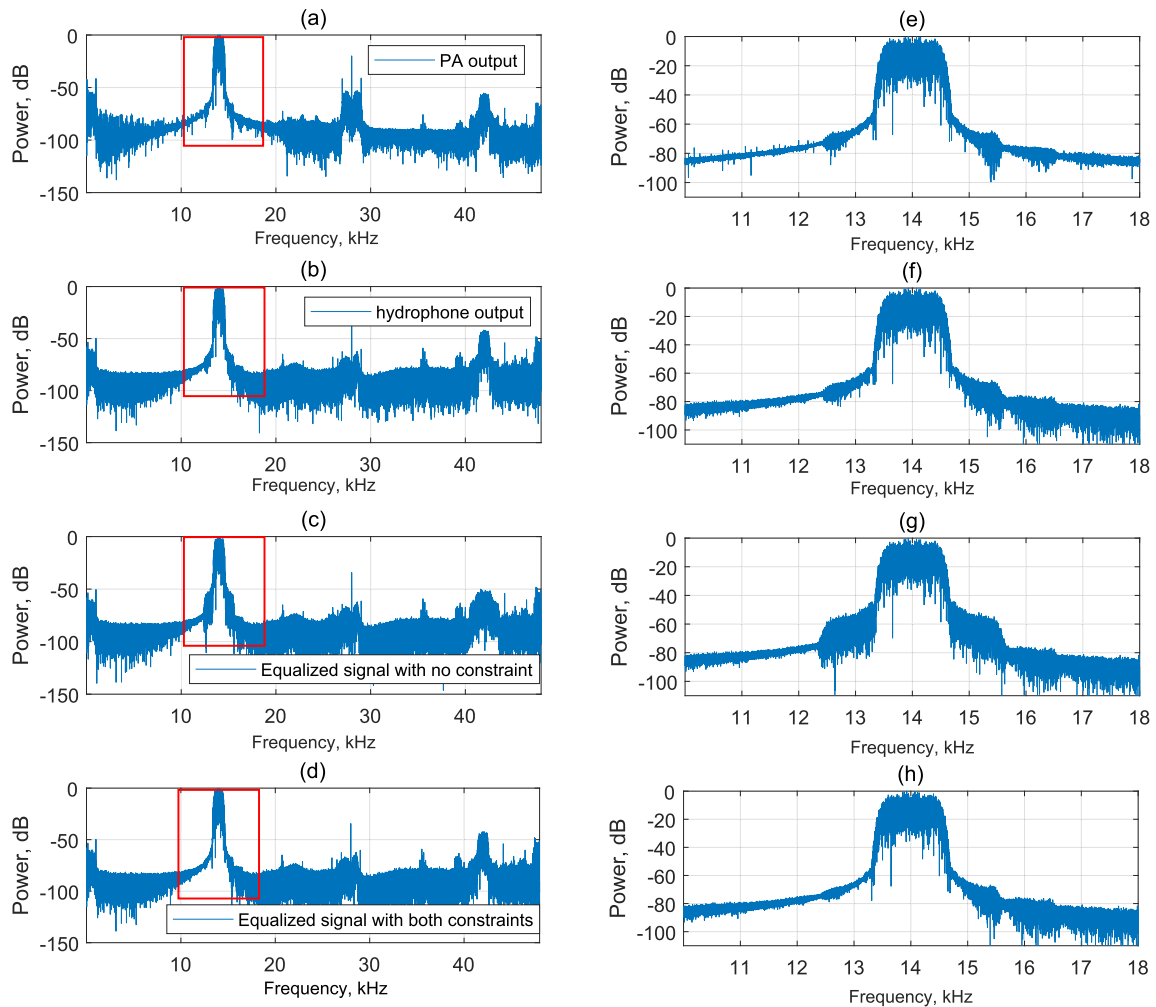 (a)
0
-50
-100
-150
Power, dB
PA output
10 20 30 40
Frequency, kHz
(e)
0
-20
-40
-60
-80
-100
Power, dB
11 12 13 14 15 16 17 18
Frequency, kHz
(b)
0
-50
-100
-150
Power, dB
hydrophone output
10 20 30 40
Frequency, kHz
(f)
0
-20
-40
-60
-80
-100
Power, dB
11 12 13 14 15 16 17 18
Frequency, kHz
(c)
0
-50
-100
-150
Power, dB
Equalized signal with no constraint
10 20 30 40
Frequency, kHz
(g)
0
-20
-40
-60
-80
-100
Power, dB
11 12 13 14 15 16 17 18
Frequency, kHz
(d)
0
-50
-100
-150
Power, dB
Equalized signal with both constraints
10 20 30 40
Frequency, kHz
(h)
0
-20
-40
-60
-80
-100
Power, dB
11 12 13 14 15 16 17 18
Frequency, kHz